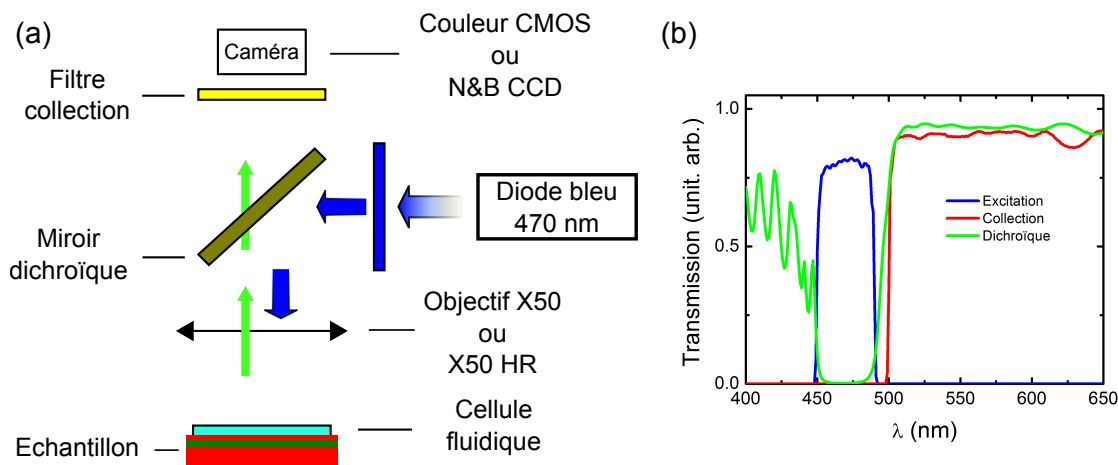 (a)
Caméra
Couleur CMOS
ou
N&B CCD
Filtre
collection
Diode bleu
470 nm
Miroir
dichroïque
Objectif X50
ou
X50 HR
Echantillon
Cellule
fluidique
(b)
Transmission (unit. arb.)
1.0
0.5
0.0
Excitation
Collection
Dichroïque
400 450 500 550 600 650
λ (nm)